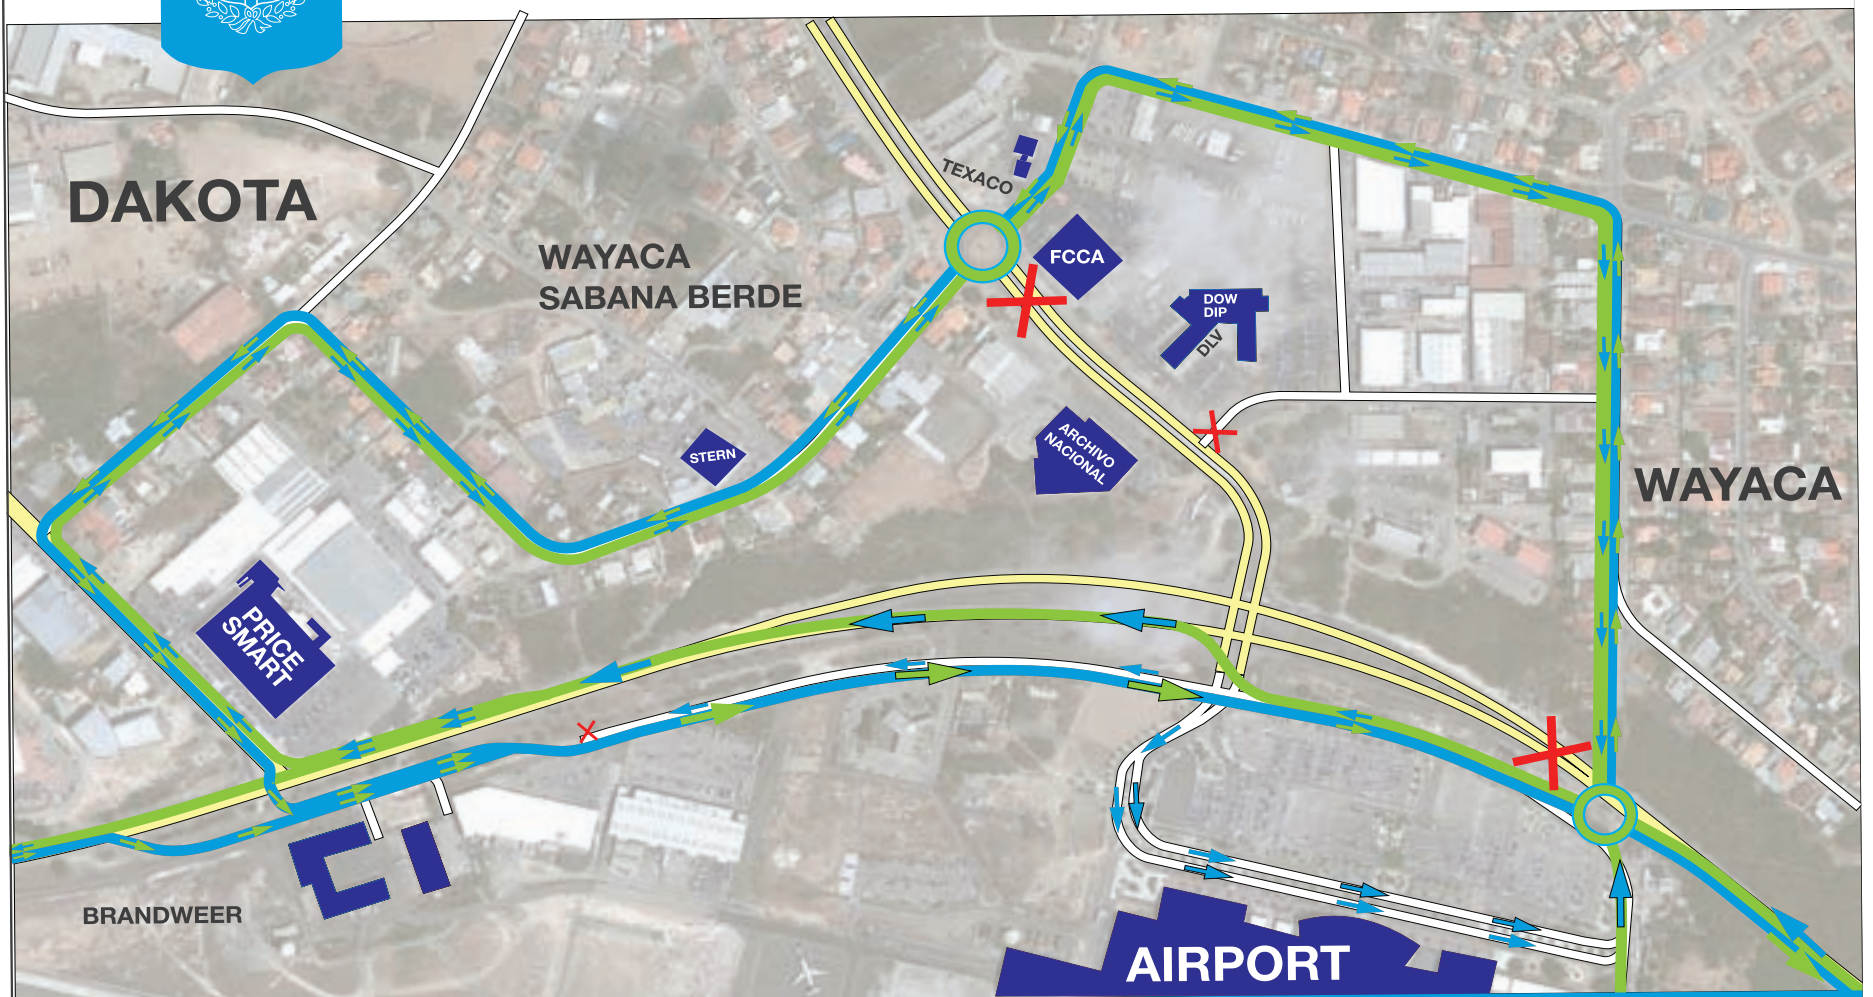 DAKOTA
WAYACA
SABANA BERDE
TEXACO
FCCA
DOW
DIP
DLV
STERN
ARCHIVO
NACIONAL
WAYACA
PRICE
SMART
BRANDWEER
AIRPORT